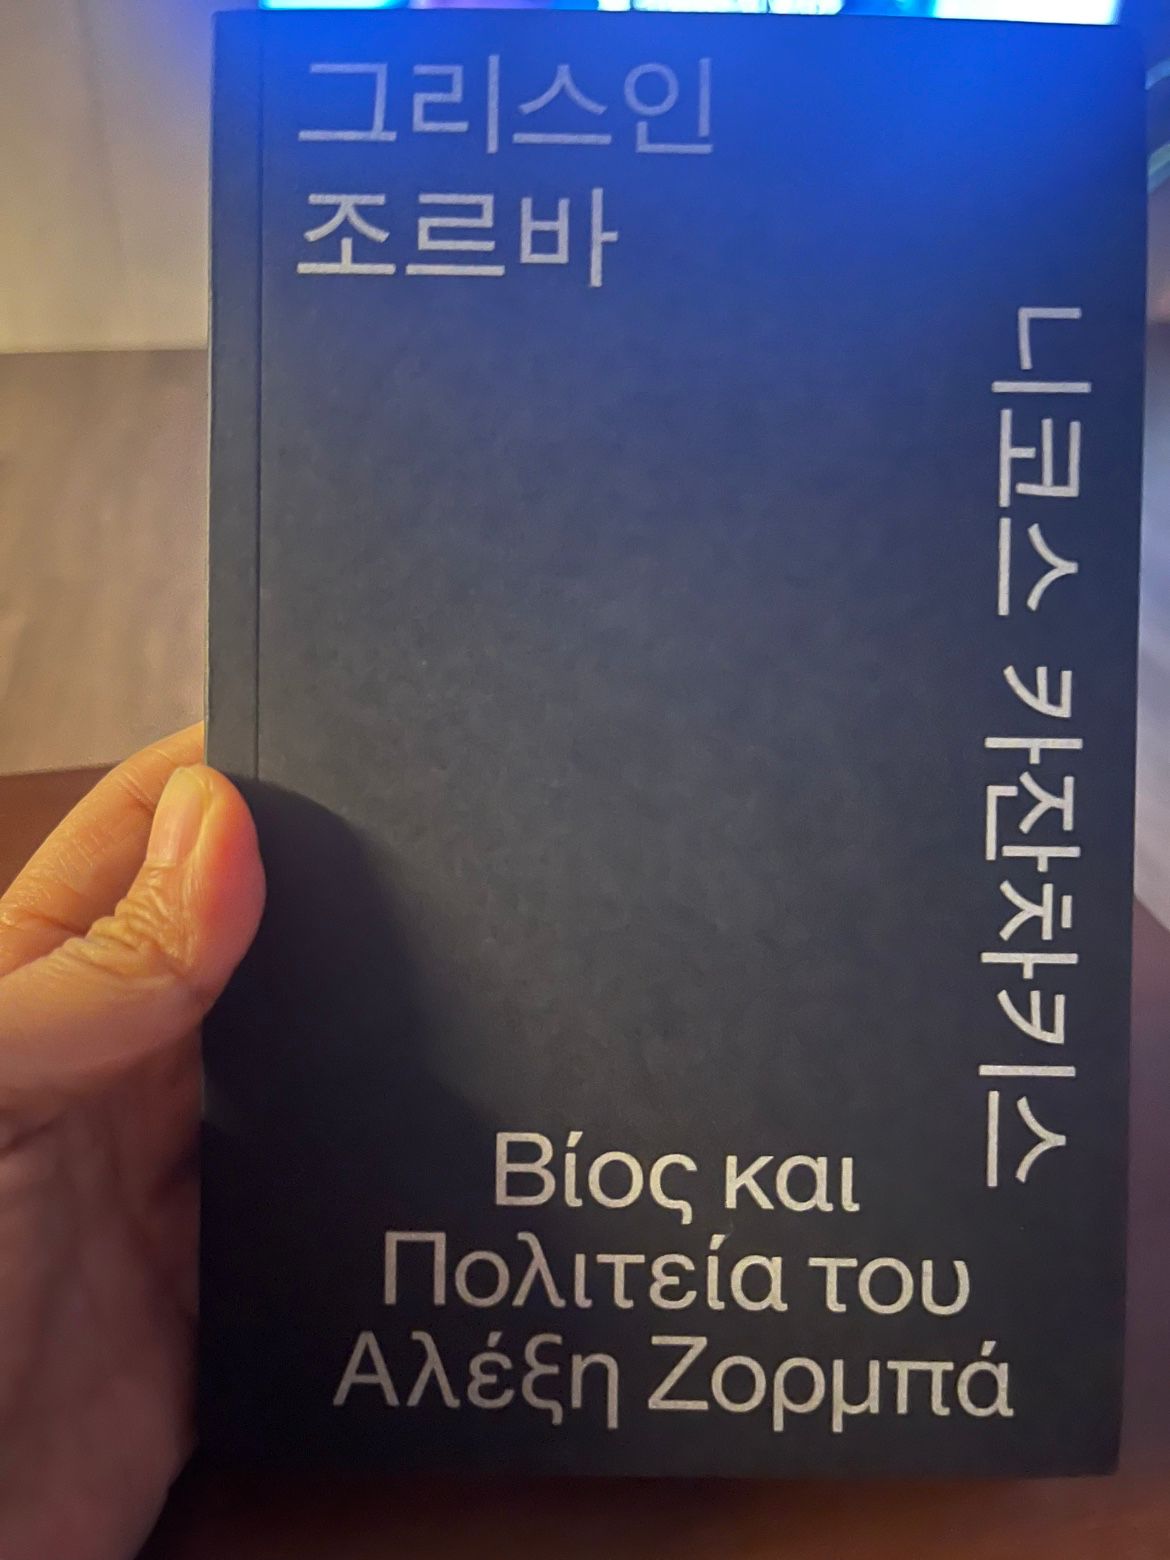 그리스인
조르바
니코스 카잔차키스
Βίος και
Πολιτεία του
Αλέξη Ζορμπά